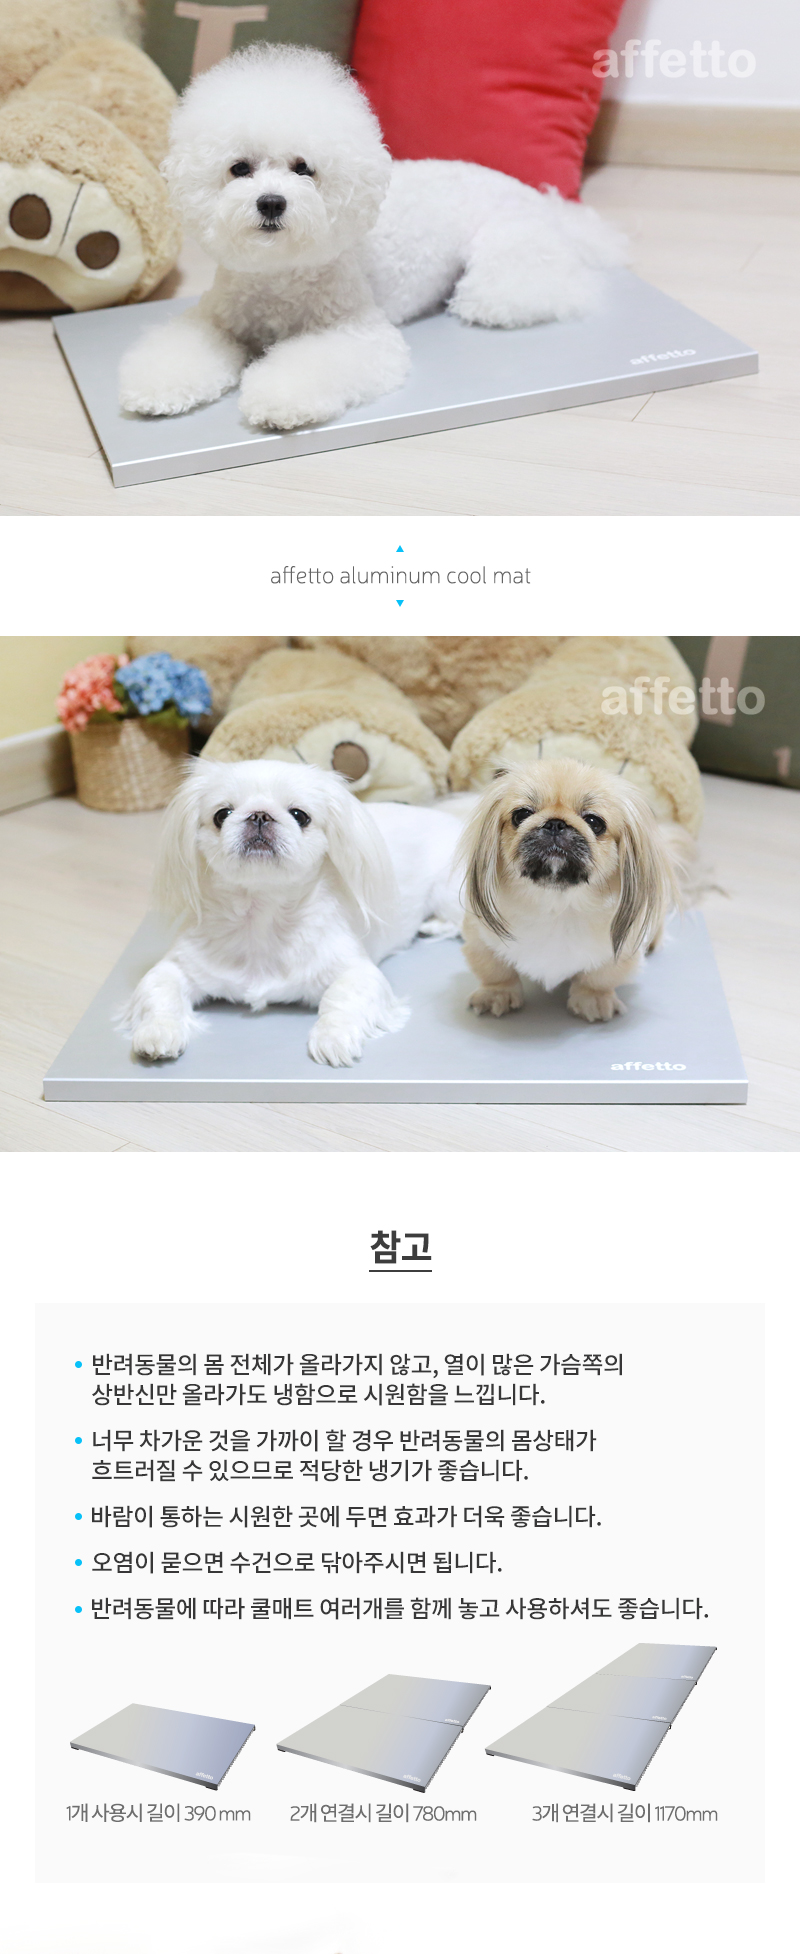 affetto
affetto
affetto aluminum cool mat
affetto
affetto
참고
반려동물의 몸 전체가 올라가지 않고, 열이 많은 가슴쪽의
상반신만 올라가도 냉함으로 시원함을 느낍니다.
너무 차가운 것을 가까이 할 경우 반려동물의 몸상태가
흐트러질 수 있으므로 적당한 냉기가 좋습니다.
바람이 통하는 시원한 곳에 두면 효과가 더욱 좋습니다.
오염이 묻으면 수건으로 닦아주시면 됩니다.
반려동물에 따라 쿨매트 여러개를 함께 놓고 사용하셔도 좋습니다.
affetto
affetto
affetto
affetto
affetto
affetto
1개 사용시 길이 390 mm
2개 연결시 길이 780mm
3개 연결시 길이 1170mm